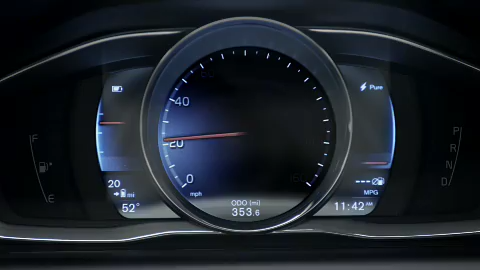 Pure
40
20
0
mph
F
E
20
mi
52°
ODO (mi)
353.6
---
MPG
11:42 AM
P
R
N
D